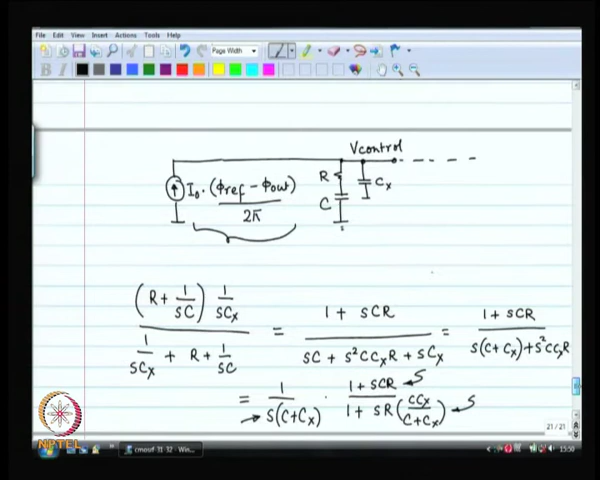 File Edit View Insert Actions Tools Help
Page Width
B I
Vcontrol
I₀·(ϕref − ϕout)
2π
R
C
Cx
(R + 1/SC) 1/SCx / (1/SCx + R + 1/SC) = 1 + SCR / (SC + S²CCxR + SCx) = 1 + SCR / (S(C+Cx) + S²CCxR)
= 1/S(C+Cx) · (1 + SCR) / (1 + SR(CCx/C+Cx))
NPTEL
21 / 21
cmosrf-31-32 - Win...
15:50